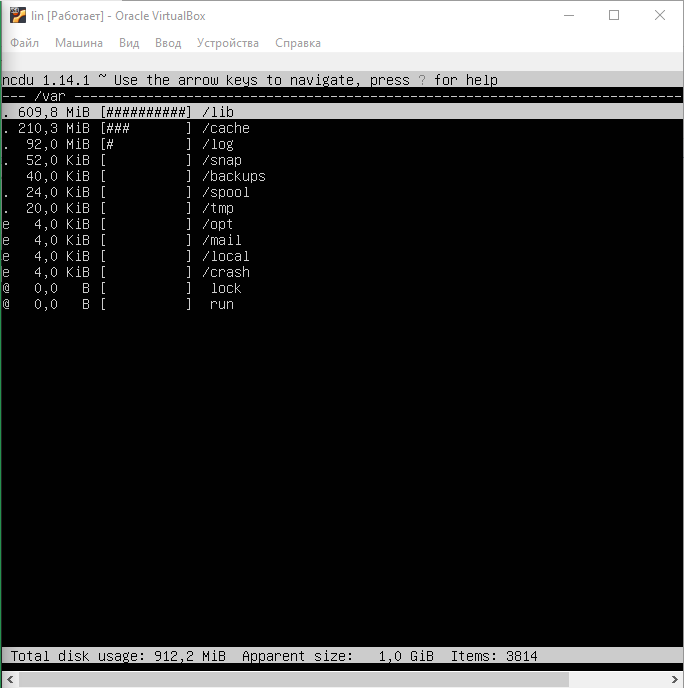 lin [Работает] - Oracle VirtualBox
Файл Машина Вид Ввод Устройства Справка
ncdu 1.14.1 ~ Use the arrow keys to navigate, press ? for help
--- /var ----------------------------------------------------------------------------
. 609,8 MiB [##########] /lib
. 210,3 MiB [###       ] /cache
.  92,0 MiB [#         ] /log
.  52,0 KiB [          ] /snap
   40,0 KiB [          ] /backups
.  24,0 KiB [          ] /spool
.  20,0 KiB [          ] /tmp
e   4,0 KiB [          ] /opt
e   4,0 KiB [          ] /mail
e   4,0 KiB [          ] /local
e   4,0 KiB [          ] /crash
@   0,0   B [          ]  lock
@   0,0   B [          ]  run
Total disk usage: 912,2 MiB  Apparent size:   1,0 GiB  Items: 3814